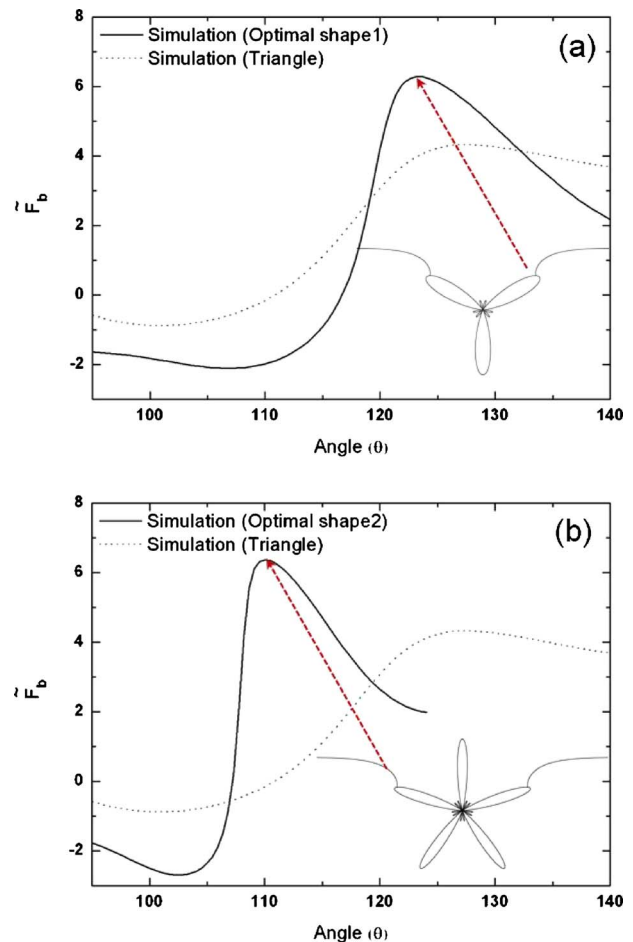 8
Simulation (Optimal shape1)
Simulation (Triangle)
(a)
6
4
2
0
-2
F̃b
100 110 120 130 140
Angle (θ)
8
Simulation (Optimal shape2)
Simulation (Triangle)
(b)
6
4
2
0
-2
F̃b
100 110 120 130 140
Angle (θ)